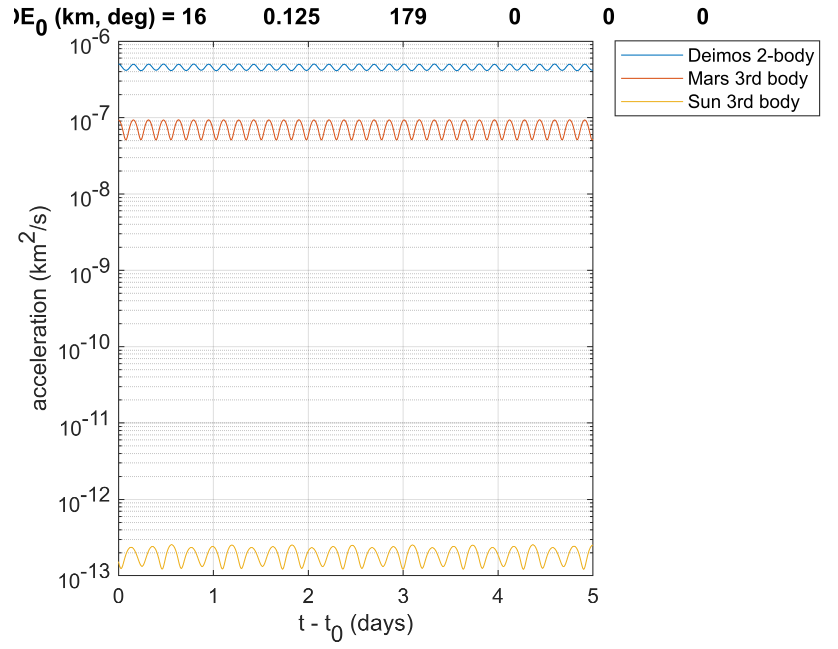 OE0 (km, deg) = 16 0.125 179 0 0 0
10^-6
Deimos 2-body
Mars 3rd body
Sun 3rd body
10^-7
10^-8
10^-9
10^-10
10^-11
10^-12
10^-13
acceleration (km^2/s)
0 1 2 3 4 5
t - t0 (days)